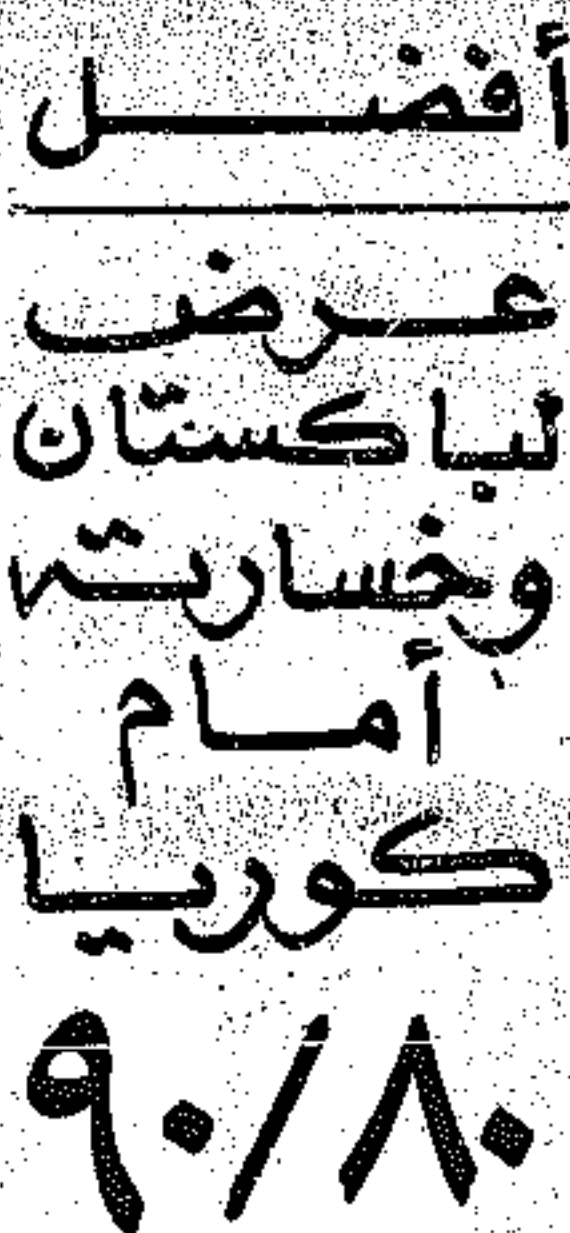 أفضل
عرض
لباكستان
وخسارته
أمام
كوريا
٩٠/٨٠